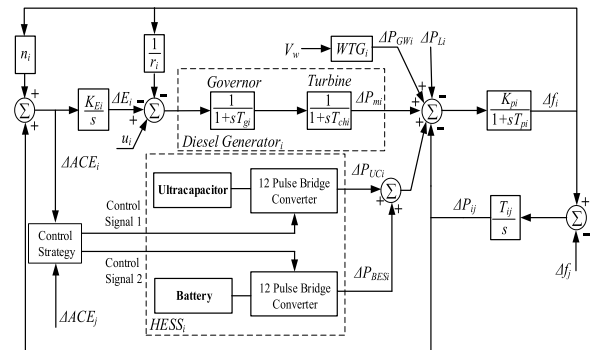 n_i
1
r_i
V_w
WTG_i
ΔP_GWi
ΔP_Li
Σ
K_Ei
s
ΔE_i
Σ
u_i
Governor
1
1+sT_gi
Turbine
1
1+sT_chi
ΔP_mi
Diesel Generator_i
Σ
K_pi
1+sT_pi
Δf_i
ΔACE_i
Ultracapacitor
12 Pulse Bridge
Converter
ΔP_UCi
Σ
Control
Signal 1
Control
Strategy
Control
Signal 2
Battery
12 Pulse Bridge
Converter
ΔP_BESi
HESS_i
ΔACE_j
ΔP_ij
T_ij
s
Σ
Δf_j